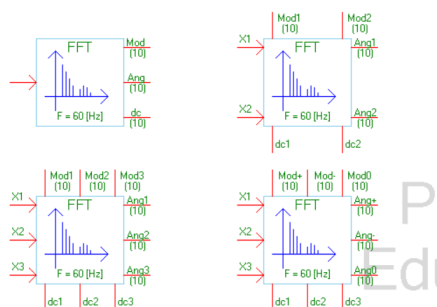 FFT
Mod
(10)
Ang
(10)
dc
(10)
F = 60 [Hz]
Mod1
(10)
Mod2
(10)
X1
FFT
Ang1
(10)
X2
Ang2
(10)
F = 60 [Hz]
dc1
dc2
Mod1
(10)
Mod2
(10)
Mod3
(10)
X1
FFT
Ang1
(10)
X2
Ang2
(10)
X3
Ang3
(10)
F = 60 [Hz]
dc1
dc2
dc3
Mod+
(10)
Mod-
(10)
Mod0
(10)
X1
FFT
Ang+
(10)
X2
Ang-
(10)
X3
Ang0
(10)
F = 60 [Hz]
dc1
dc2
dc3
P
Edu